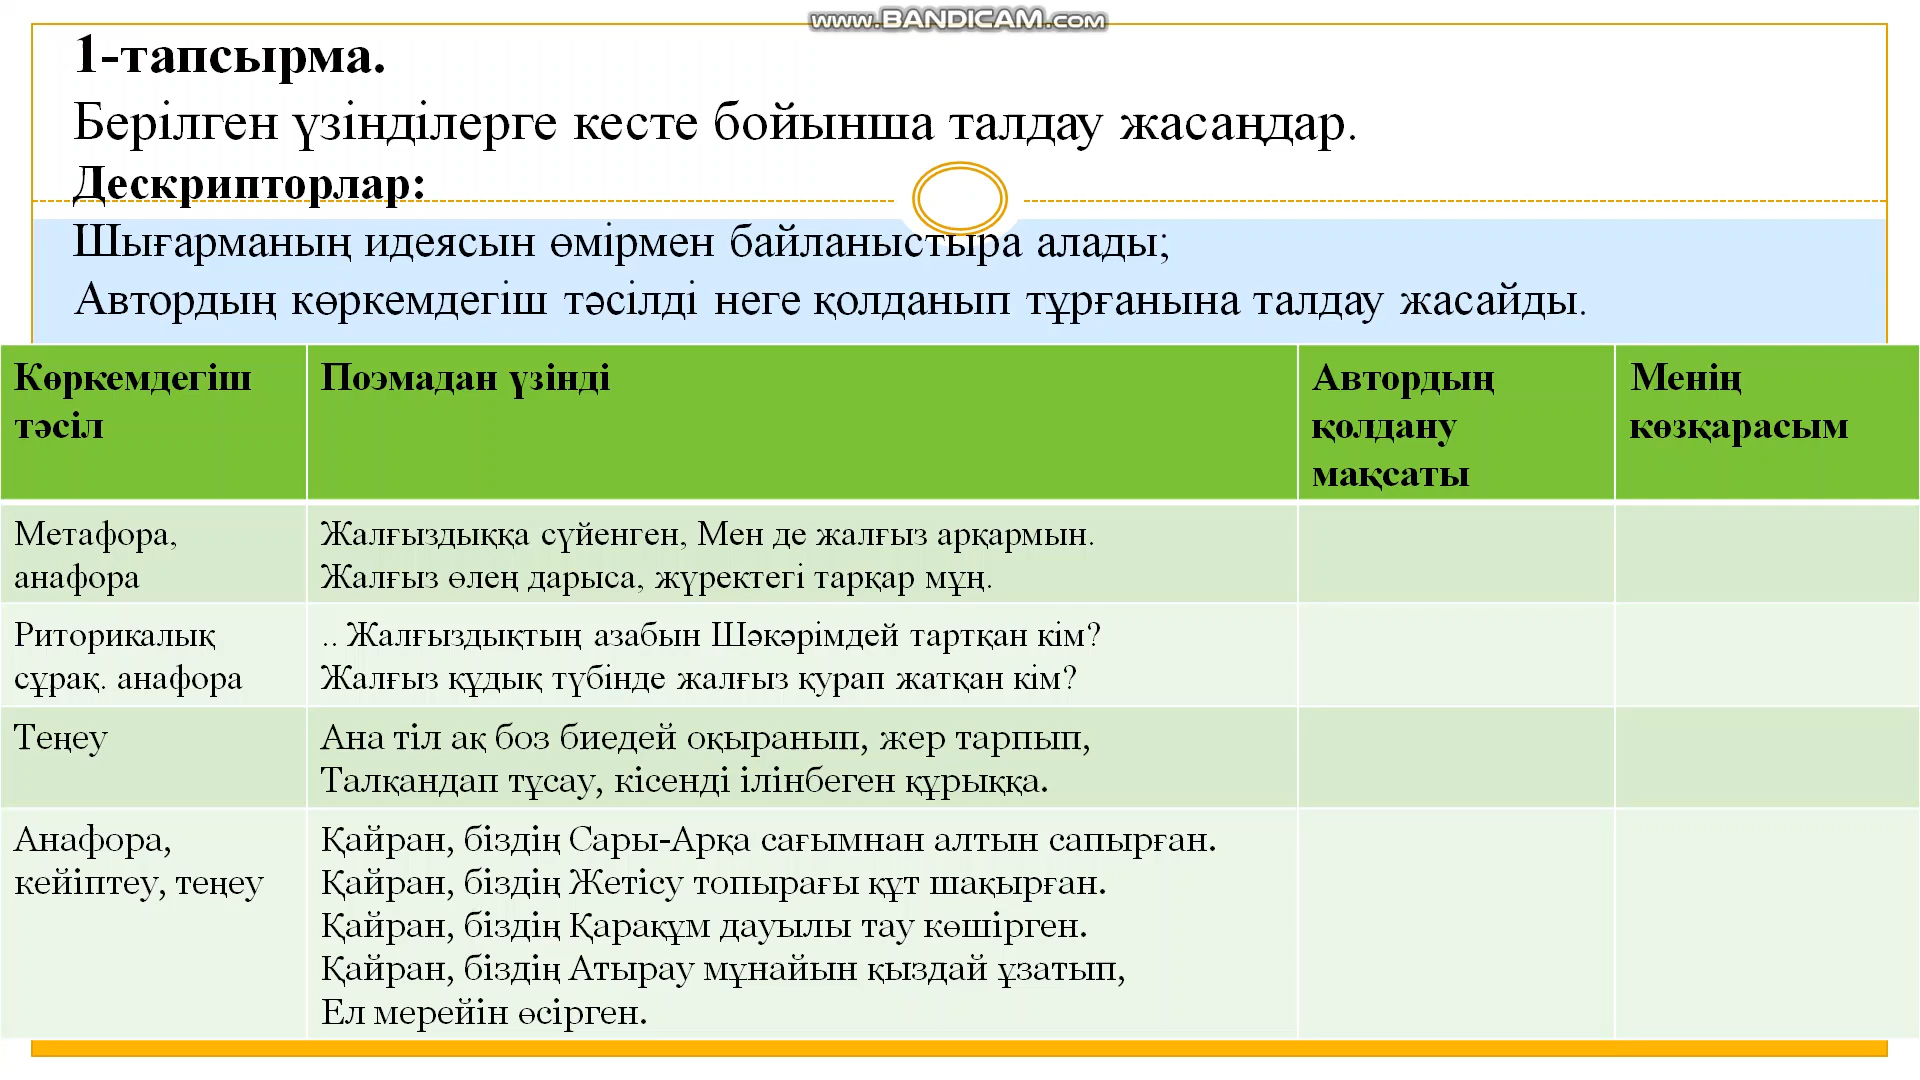 www.BANDICAM.com
1-тапсырма.
Берілген үзінділерге кесте бойынша талдау жасаңдар.
Дескрипторлар:
Шығарманың идеясын өмірмен байланыстыра алады;
Автордың көркемдегіш тәсілді неге қолданып тұрғанына талдау жасайды.
Көркемдегіш
тәсіл
Поэмадан үзінді
Автордың
қолдану
мақсаты
Менің
көзқарасым
Метафора,
анафора
Жалғыздыққа сүйенген, Мен де жалғыз арқармын.
Жалғыз өлең дарыса, жүректегі тарқар мұң.
Риторикалық
сұрақ. анафора
.. Жалғыздықтың азабын Шәкәрімдей тартқан кім?
Жалғыз құдық түбінде жалғыз қурап жатқан кім?
Теңеу
Ана тіл ақ боз биедей оқыранып, жер тарпып,
Талқандап тұсау, кісенді ілінбеген құрыққа.
Анафора,
кейіптеу, теңеу
Қайран, біздің Сары-Арқа сағымнан алтын сапырған.
Қайран, біздің Жетісу топырағы құт шақырған.
Қайран, біздің Қарақұм дауылы тау көшірген.
Қайран, біздің Атырау мұнайын қыздай ұзатып,
Ел мерейін өсірген.